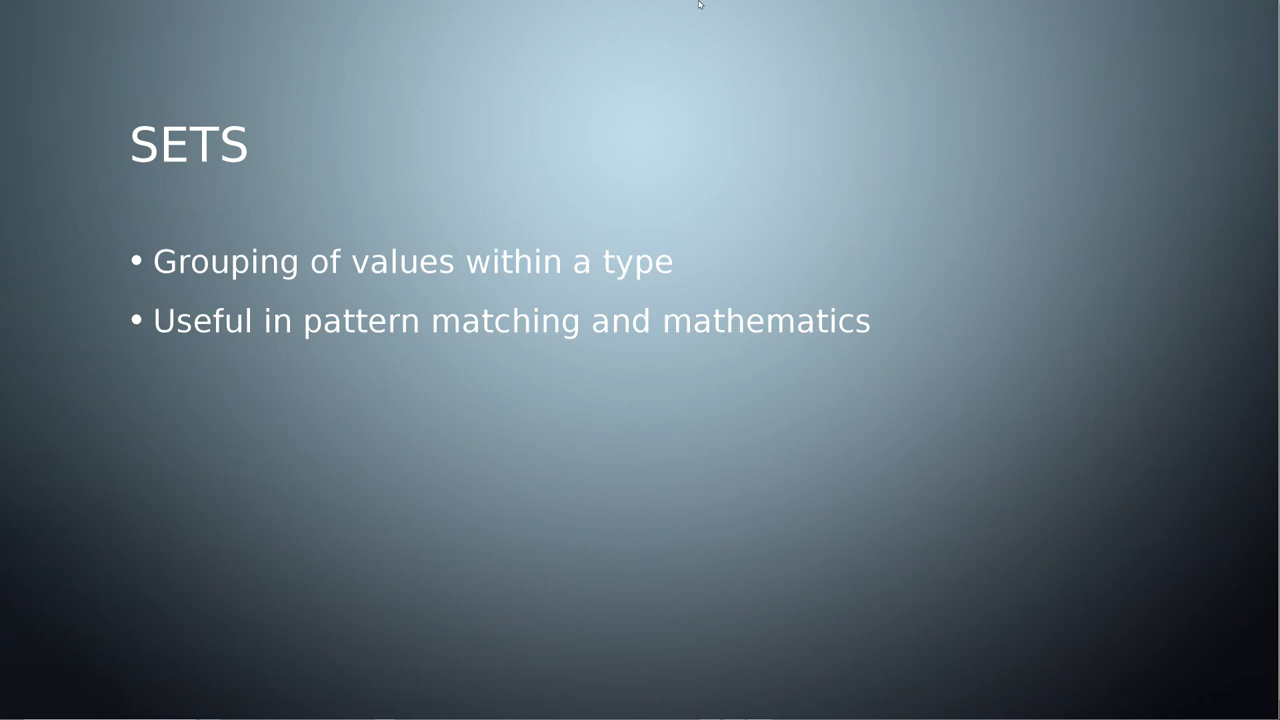 SETS
• Grouping of values within a type
• Useful in pattern matching and mathematics